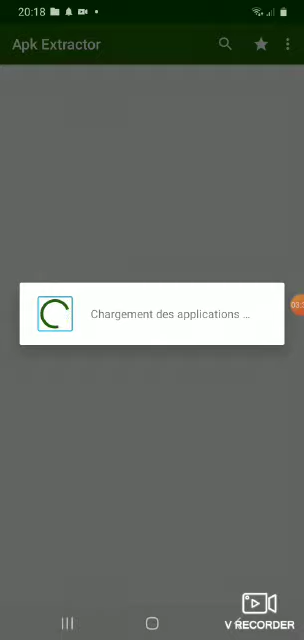 20:18
Apk Extractor
Chargement des applications ...
V RECORDER